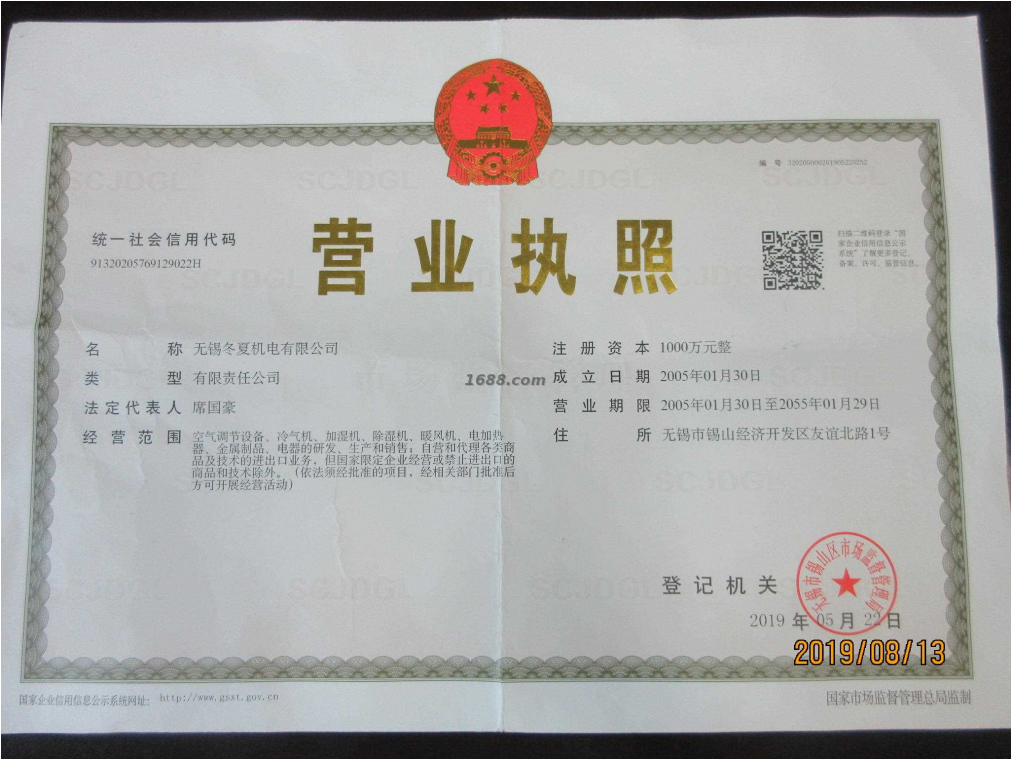 编 号 320205000201905220252
统一社会信用代码
91320205769129022H
营业执照
扫描二维码登录“国
家企业信用信息公示
系统”了解更多登记、
备案、许可、监管信息。
名 称 无锡冬夏机电有限公司
类 型 有限责任公司
法定代表人 席国豪
经营范围 空气调节设备、冷气机、加湿机、除湿机、暖风机、电加热
器、金属制品、电器的研发、生产和销售；自营和代理各类商
品及技术的进出口业务，但国家限定企业经营或禁止进出口的
商品和技术除外。（依法须经批准的项目，经相关部门批准后
方可开展经营活动）
注册资本 1000万元整
成立日期 2005年01月30日
营业期限 2005年01月30日至2055年01月29日
住 所 无锡市锡山经济开发区友谊北路1号
1688.com
登记机关
无锡市锡山区市场监督管理局
2019 年 05 月 22 日
2019/08/13
国家企业信用信息公示系统网址: http://www.gsxt.gov.cn
国家市场监督管理总局监制
SCJDGL